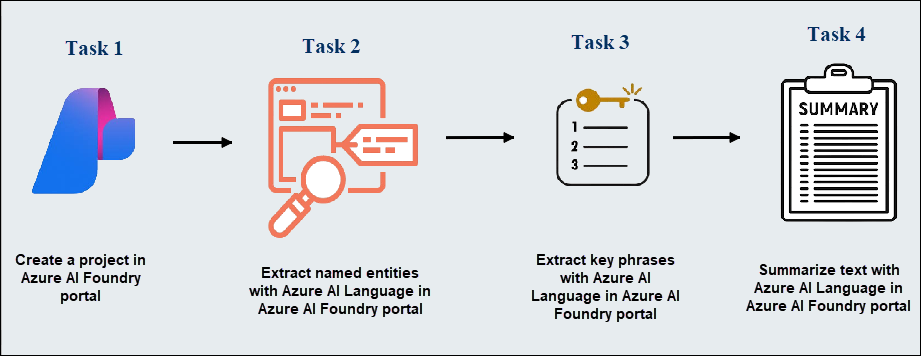 Task 1
Task 2
Task 3
Task 4
1
2
3
SUMMARY
Create a project in
Azure AI Foundry
portal
Extract named entities
with Azure AI Language in
Azure AI Foundry portal
Extract key phrases
with Azure AI
Language in Azure AI
Foundry portal
Summarize text with
Azure AI Language in
Azure AI Foundry portal